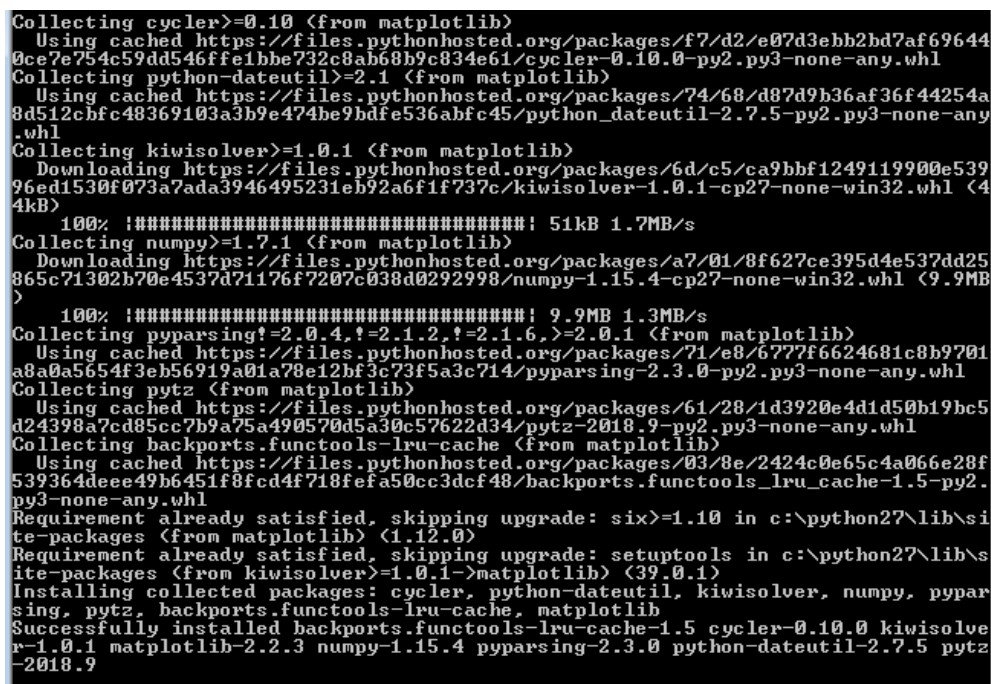 Collecting cycler>=0.10 (from matplotlib)
  Using cached https://files.pythonhosted.org/packages/f7/d2/e07d3ebb2bd7af69644
0ce7e754c59dd546ffe1bbe732c8ab68b9c834e61/cycler-0.10.0-py2.py3-none-any.whl
Collecting python-dateutil>=2.1 (from matplotlib)
  Using cached https://files.pythonhosted.org/packages/74/68/d87d9b36af36f44254a
8d512cbfc48369103a3b9e474be9bdfe536abfc45/python_dateutil-2.7.5-py2.py3-none-any
.whl
Collecting kiwisolver>=1.0.1 (from matplotlib)
  Downloading https://files.pythonhosted.org/packages/6d/c5/ca9bbf1249119900e539
96ed1530f073a7ada3946495231eb92a6f1f737c/kiwisolver-1.0.1-cp27-none-win32.whl (4
4kB)
    100% |################################| 51kB 1.7MB/s
Collecting numpy>=1.7.1 (from matplotlib)
  Downloading https://files.pythonhosted.org/packages/a7/01/8f627ce395d4e537dd25
865c71302b70e4537d71176f7207c038d0292998/numpy-1.15.4-cp27-none-win32.whl (9.9MB
)
    100% |################################| 9.9MB 1.3MB/s
Collecting pyparsing!=2.0.4,!=2.1.2,!=2.1.6,>=2.0.1 (from matplotlib)
  Using cached https://files.pythonhosted.org/packages/71/e8/6777f6624681c8b9701
a8a0a5654f3eb56919a01a78e12bf3c73f5a3c714/pyparsing-2.3.0-py2.py3-none-any.whl
Collecting pytz (from matplotlib)
  Using cached https://files.pythonhosted.org/packages/61/28/1d3920e4d1d50b19bc5
d24398a7cd85cc7b9a75a490570d5a30c57622d34/pytz-2018.9-py2.py3-none-any.whl
Collecting backports.functools-lru-cache (from matplotlib)
  Using cached https://files.pythonhosted.org/packages/03/8e/2424c0e65c4a066e28f
539364deee49b6451f8fcd4f718fefa50cc3dcf48/backports.functools_lru_cache-1.5-py2.
py3-none-any.whl
Requirement already satisfied, skipping upgrade: six>=1.10 in c:\python27\lib\si
te-packages (from matplotlib) (1.12.0)
Requirement already satisfied, skipping upgrade: setuptools in c:\python27\lib\s
ite-packages (from kiwisolver>=1.0.1->matplotlib) (39.0.1)
Installing collected packages: cycler, python-dateutil, kiwisolver, numpy, pypar
sing, pytz, backports.functools-lru-cache, matplotlib
Successfully installed backports.functools-lru-cache-1.5 cycler-0.10.0 kiwisolve
r-1.0.1 matplotlib-2.2.3 numpy-1.15.4 pyparsing-2.3.0 python-dateutil-2.7.5 pytz
-2018.9